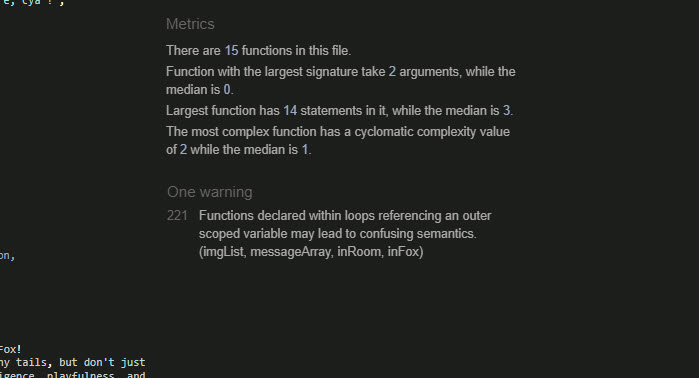 e, cya !`;
Metrics
There are 15 functions in this file.
Function with the largest signature take 2 arguments, while the
median is 0.
Largest function has 14 statements in it, while the median is 3.
The most complex function has a cyclomatic complexity value
of 2 while the median is 1.
One warning
221 Functions declared within loops referencing an outer
scoped variable may lead to confusing semantics.
(imgList, messageArray, inRoom, inFox)
on,
Fox!
ny tails, but don't just
igence, playfulness, and